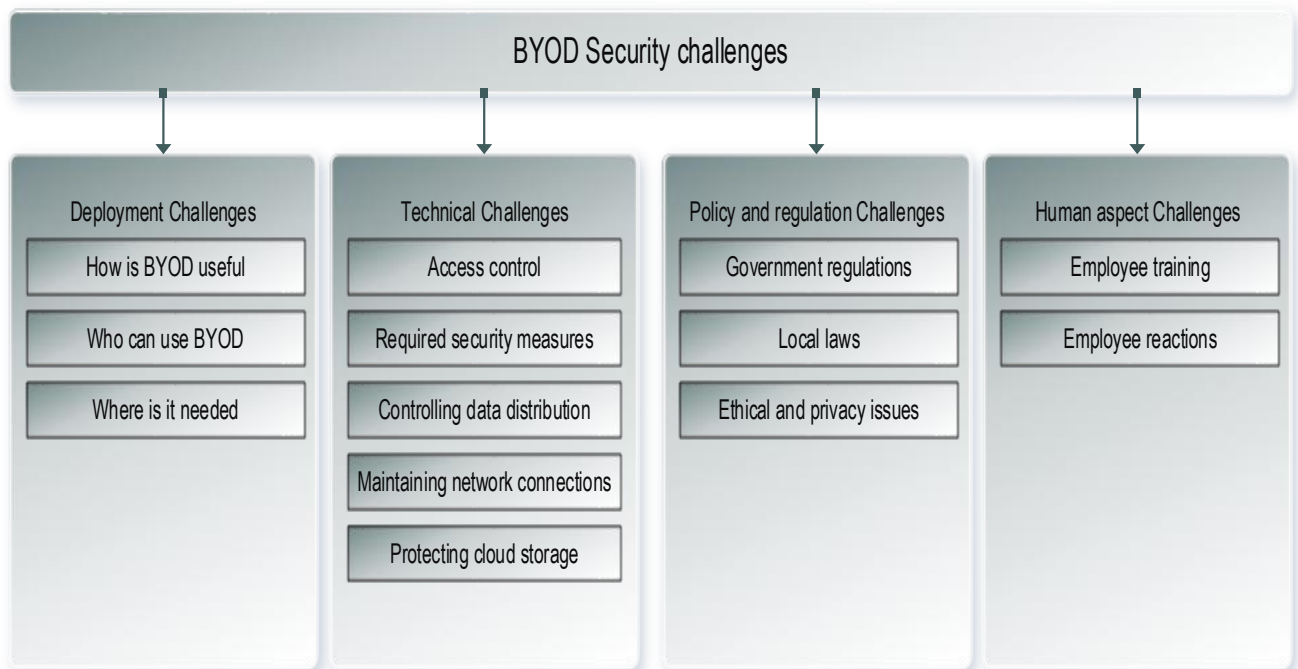 BYOD Security challenges
Deployment Challenges
How is BYOD useful
Who can use BYOD
Where is it needed
Technical Challenges
Access control
Required security measures
Controlling data distribution
Maintaining network connections
Protecting cloud storage
Policy and regulation Challenges
Government regulations
Local laws
Ethical and privacy issues
Human aspect Challenges
Employee training
Employee reactions